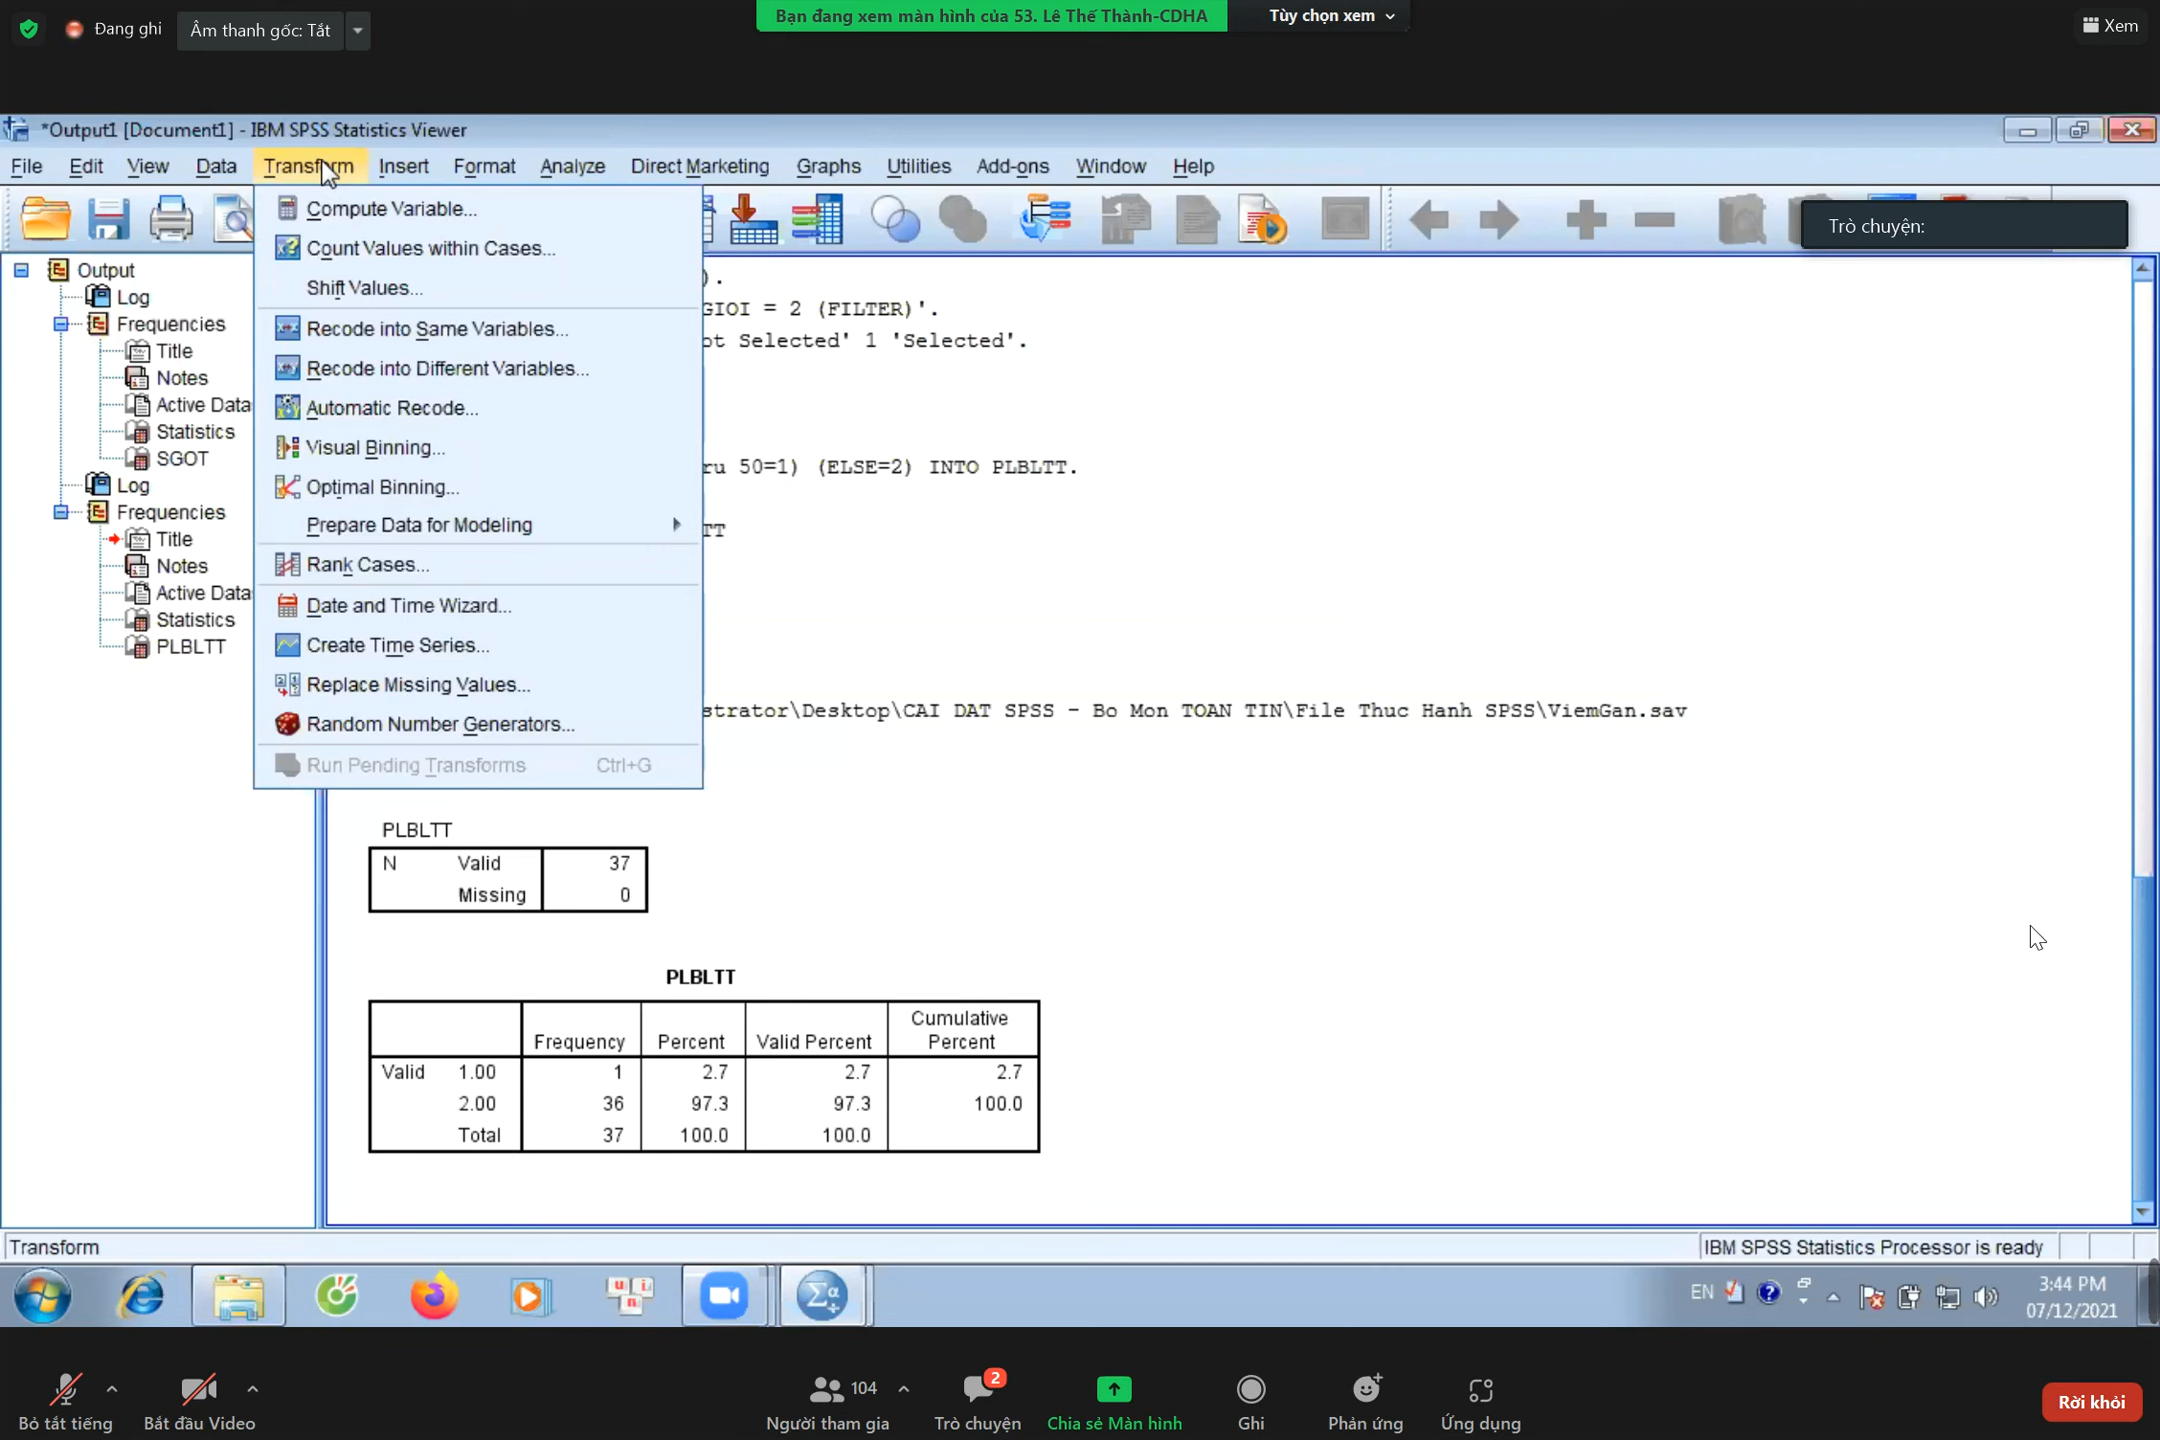 Đang ghi
Âm thanh gốc: Tắt
Bạn đang xem màn hình của 53. Lê Thế Thành-CDHA
Tùy chọn xem
Xem
*Output1 [Document1] - IBM SPSS Statistics Viewer
File Edit View Data Transform Insert Format Analyze Direct Marketing Graphs Utilities Add-ons Window Help
Trò chuyện:
Output
Log
Frequencies
Title
Notes
Active Data
Statistics
SGOT
Log
Frequencies
Title
Notes
Active Data
Statistics
PLBLTT
Compute Variable...
Count Values within Cases...
Shift Values...
Recode into Same Variables...
Recode into Different Variables...
Automatic Recode...
Visual Binning...
Optimal Binning...
Prepare Data for Modeling
Rank Cases...
Date and Time Wizard...
Create Time Series...
Replace Missing Values...
Random Number Generators...
Run Pending Transforms Ctrl+G
).
GIOI = 2 (FILTER)'.
ot Selected' 1 'Selected'.
ru 50=1) (ELSE=2) INTO PLBLTT.
TT
strator\Desktop\CAI DAT SPSS - Bo Mon TOAN TIN\File Thuc Hanh SPSS\ViemGan.sav
PLBLTT
N Valid 37
Missing 0
PLBLTT
Frequency Percent Valid Percent Cumulative Percent
Valid 1.00 1 2.7 2.7 2.7
2.00 36 97.3 97.3 100.0
Total 37 100.0 100.0
Transform
IBM SPSS Statistics Processor is ready
EN
3:44 PM
07/12/2021
Bỏ tắt tiếng
Bắt đầu Video
104
Người tham gia
2
Trò chuyện
Chia sẻ Màn hình
Ghi
Phản ứng
Ứng dụng
Rời khỏi